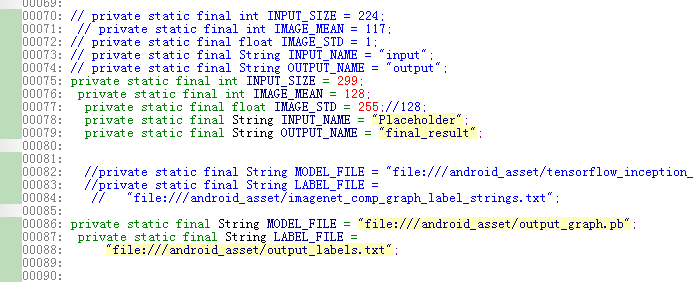 00069:
00070: // private static final int INPUT_SIZE = 224;
00071: // private static final int IMAGE_MEAN = 117;
00072: // private static final float IMAGE_STD = 1;
00073: // private static final String INPUT_NAME = "input";
00074: // private static final String OUTPUT_NAME = "output";
00075: private static final int INPUT_SIZE = 299;
00076: private static final int IMAGE_MEAN = 128;
00077: private static final float IMAGE_STD = 255;//128;
00078: private static final String INPUT_NAME = "Placeholder";
00079: private static final String OUTPUT_NAME = "final_result";
00080:
00081:
00082: //private static final String MODEL_FILE = "file:///android_asset/tensorflow_inception_
00083: //private static final String LABEL_FILE =
00084: // "file:///android_asset/imagenet_comp_graph_label_strings.txt";
00085:
00086: private static final String MODEL_FILE = "file:///android_asset/output_graph.pb";
00087: private static final String LABEL_FILE =
00088: "file:///android_asset/output_labels.txt";
00089:
00090: